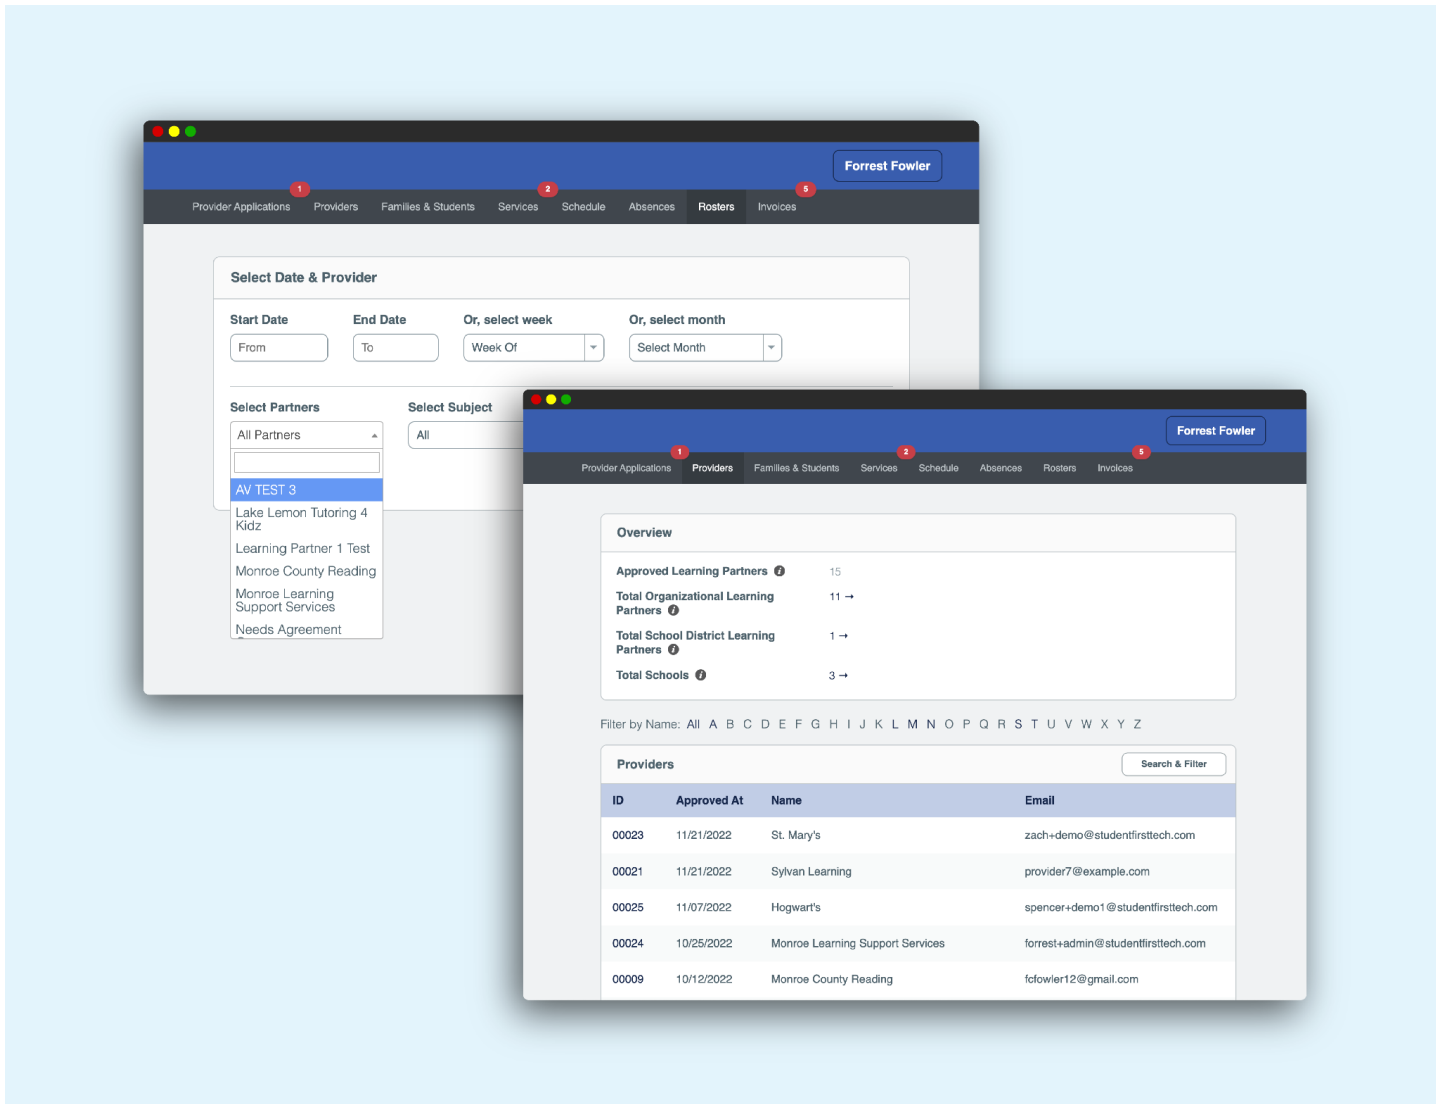 Forrest Fowler
1
2
5
Provider Applications Providers Families & Students Services Schedule Absences Rosters Invoices
Select Date & Provider
Start Date End Date Or, select week Or, select month
From To Week Of Select Month
Select Partners Select Subject
All Partners All
AV TEST 3
Lake Lemon Tutoring 4
Kidz
Learning Partner 1 Test
Monroe County Reading
Monroe Learning
Support Services
Needs Agreement
Forrest Fowler
1
2
5
Provider Applications Providers Families & Students Services Schedule Absences Rosters Invoices
Overview
Approved Learning Partners i 15
Total Organizational Learning 11 →
Partners i
Total School District Learning 1 →
Partners i
Total Schools i 3 →
Filter by Name: All A B C D E F G H I J K L M N O P Q R S T U V W X Y Z
Providers Search & Filter
ID Approved At Name Email
00023 11/21/2022 St. Mary's zach+demo@studentfirsttech.com
00021 11/21/2022 Sylvan Learning provider7@example.com
00025 11/07/2022 Hogwart's spencer+demo1@studentfirsttech.com
00024 10/25/2022 Monroe Learning Support Services forrest+admin@studentfirsttech.com
00009 10/12/2022 Monroe County Reading fcfowler12@gmail.com